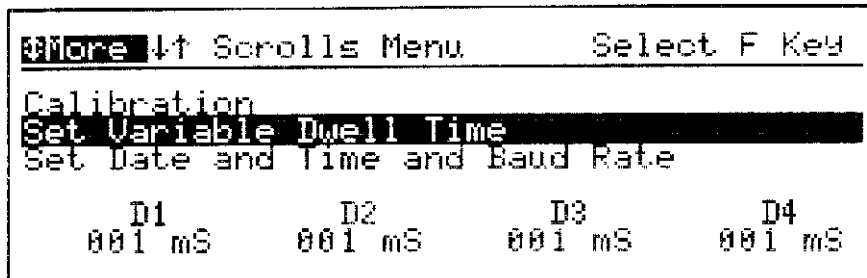 ↕More ↓↑ Scrolls Menu Select F Key
Calibration
Set Variable Dwell Time
Set Date and Time and Baud Rate
D1 D2 D3 D4
001 mS 001 mS 001 mS 001 mS